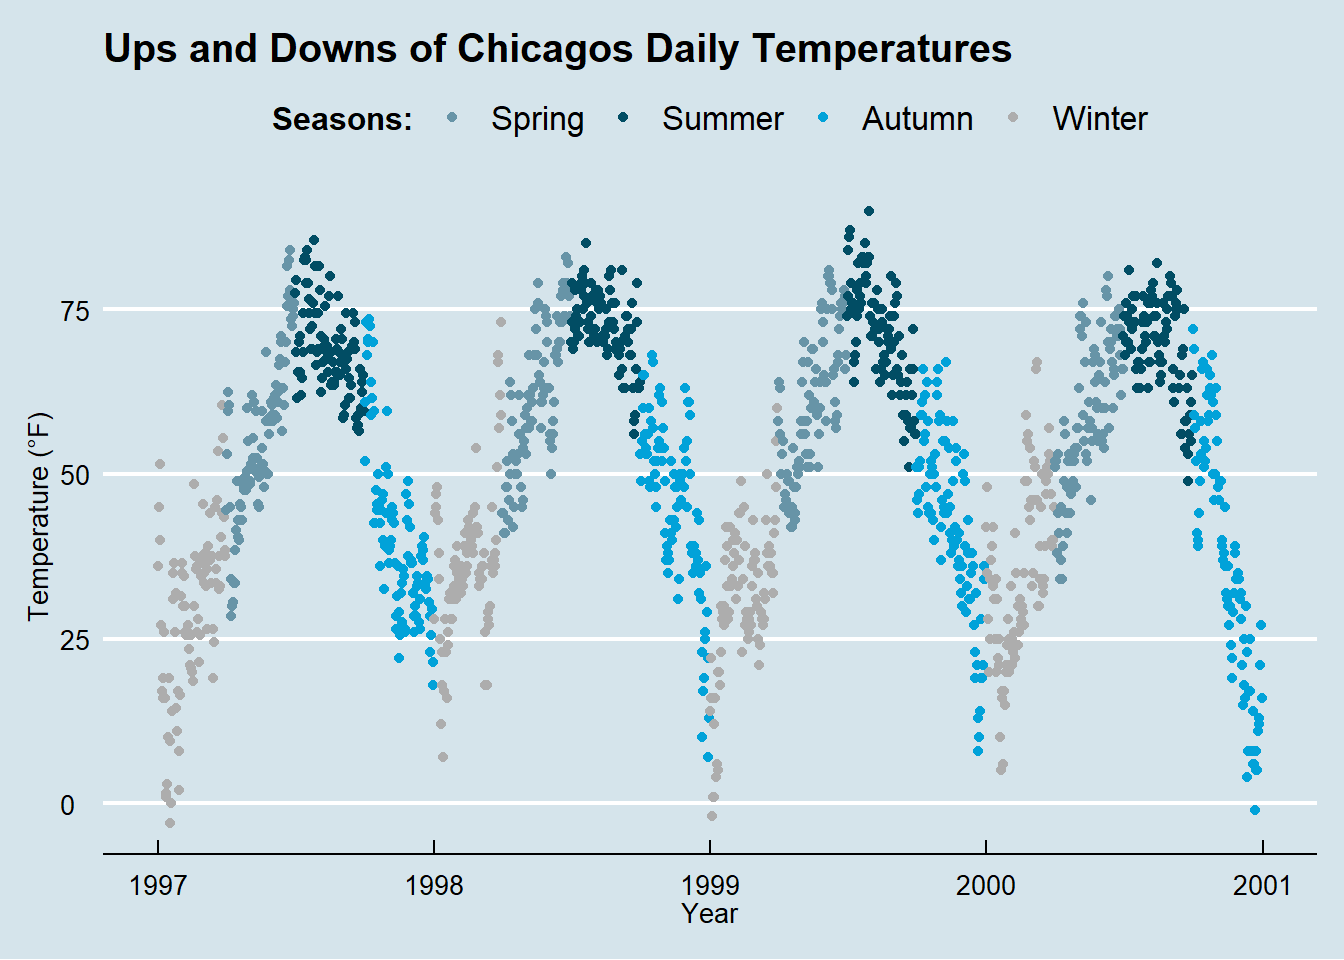 Ups and Downs of Chicagos Daily Temperatures
Seasons: Spring Summer Autumn Winter
Temperature (°F)
75
50
25
0
1997 1998 1999 2000 2001
Year